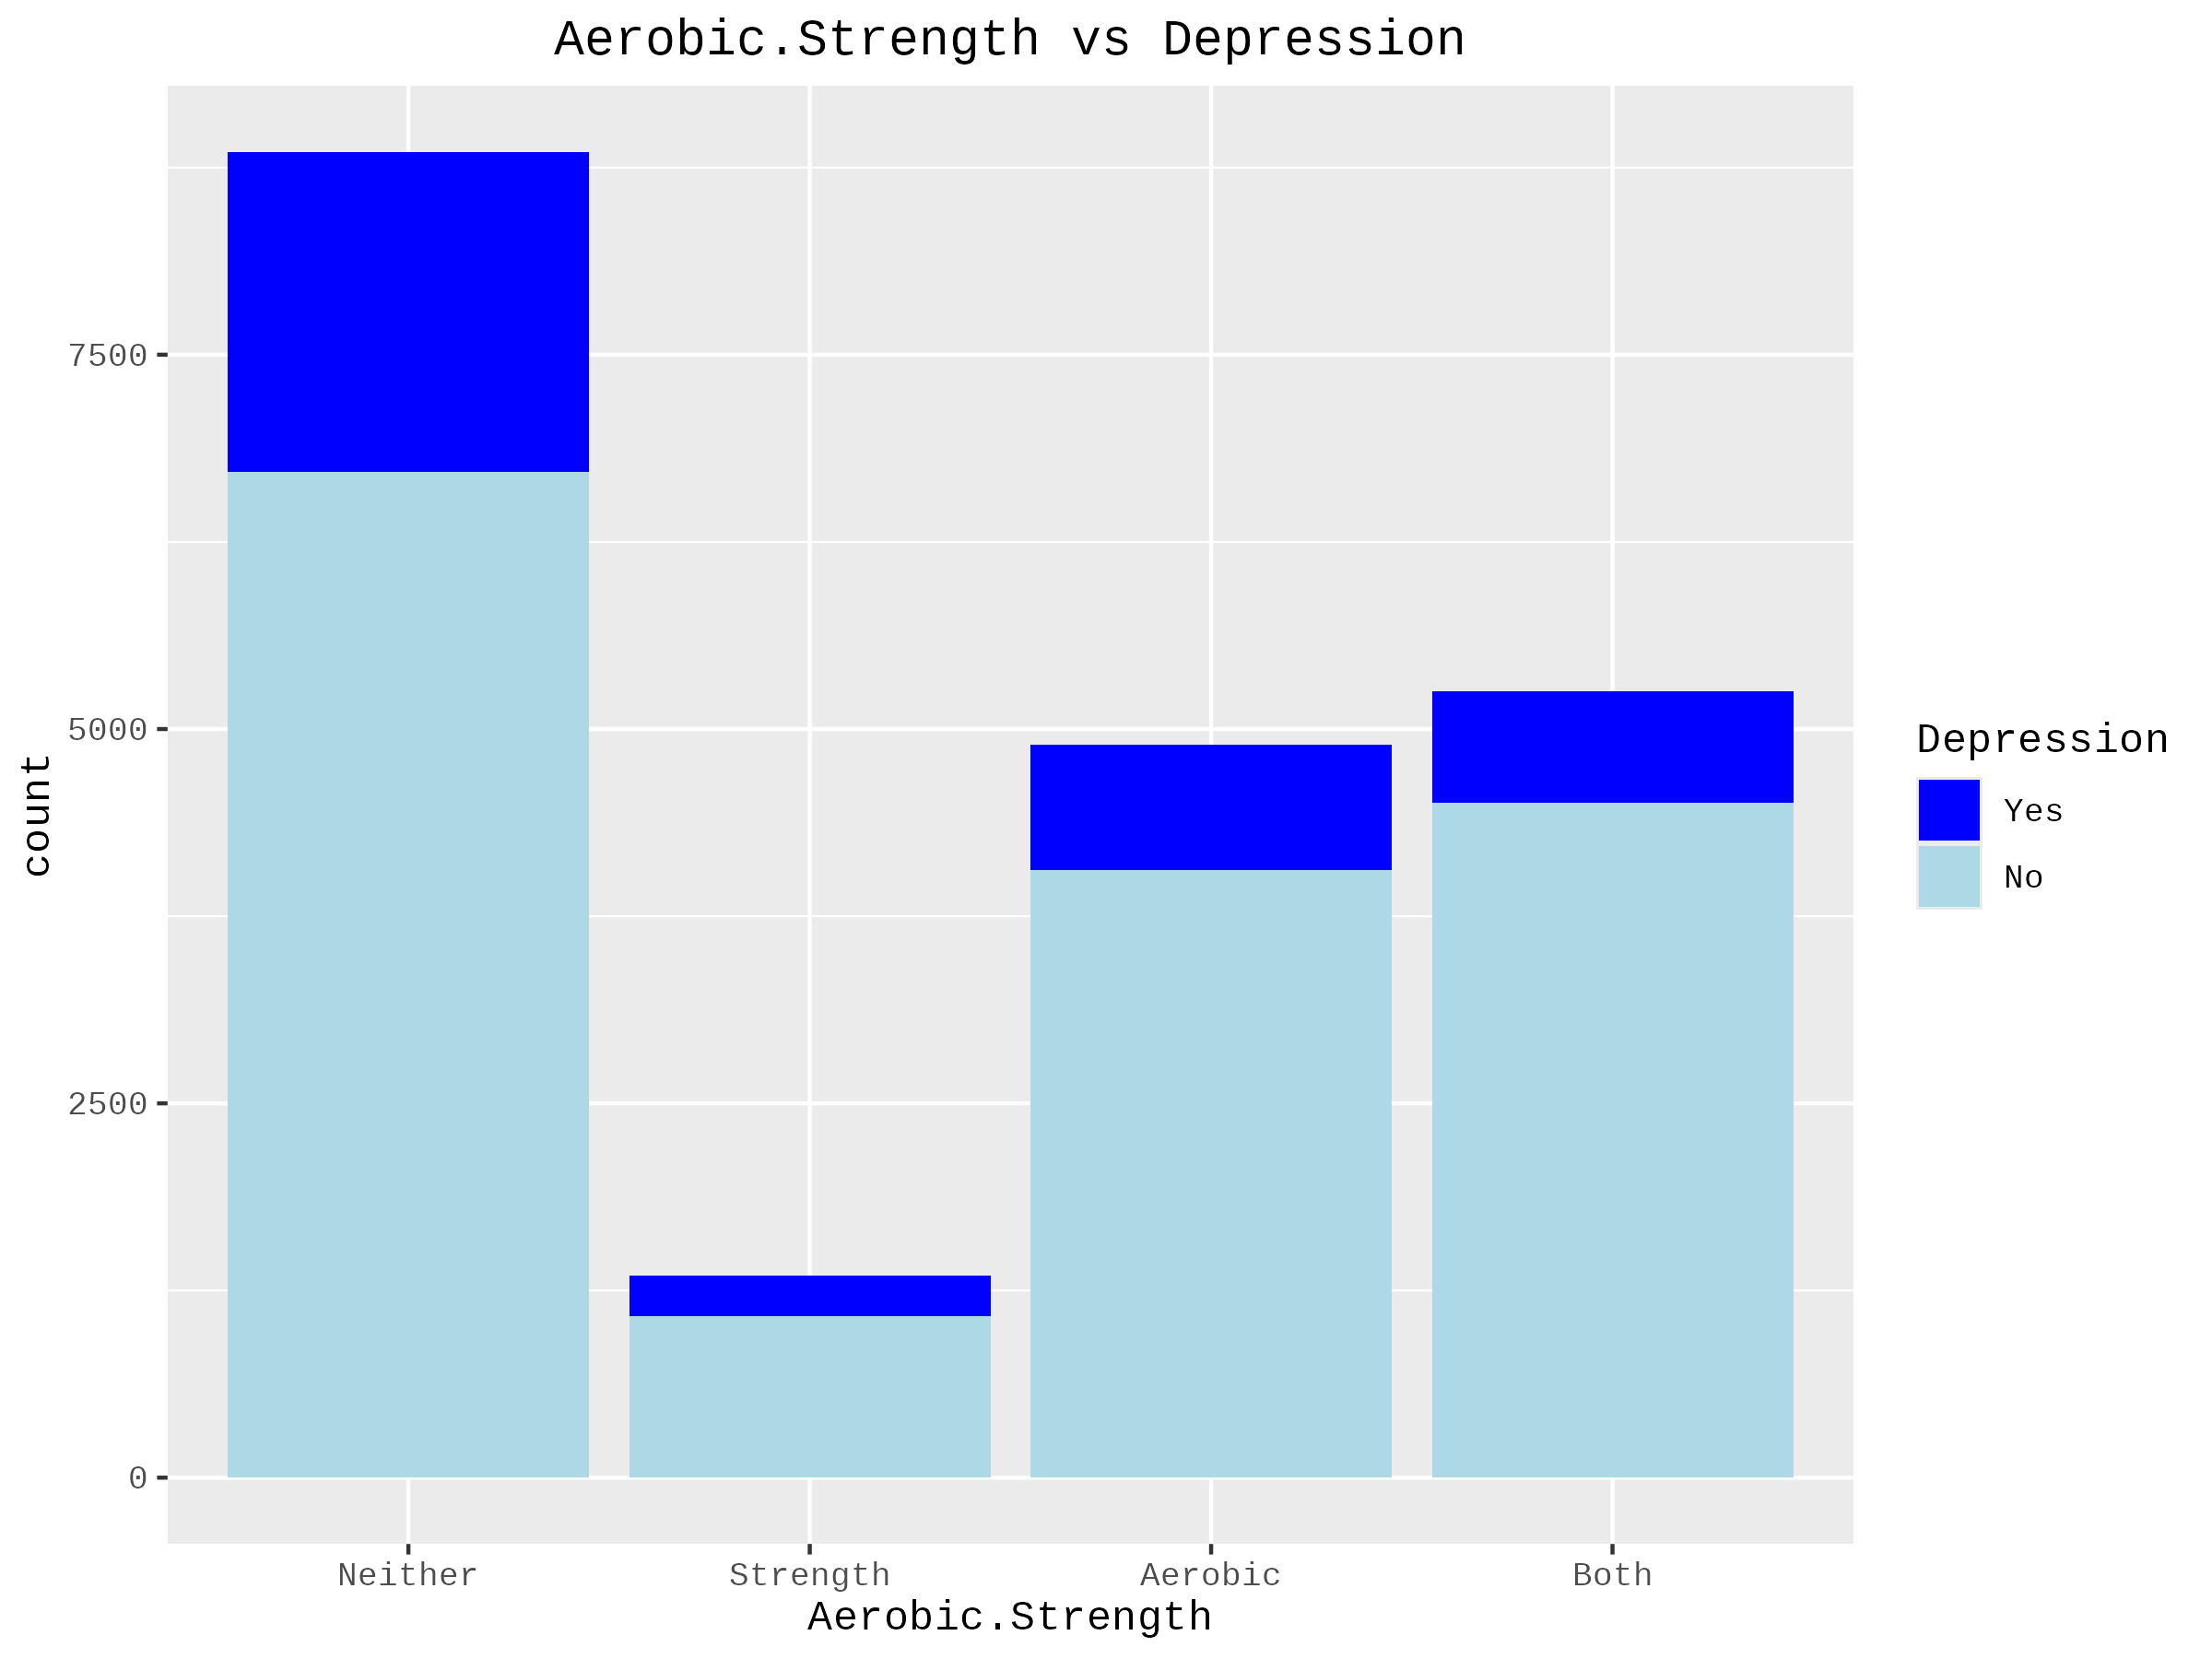 Aerobic.Strength vs Depression
count
7500
5000
2500
0
Neither
Strength
Aerobic
Both
Aerobic.Strength
Depression
Yes
No